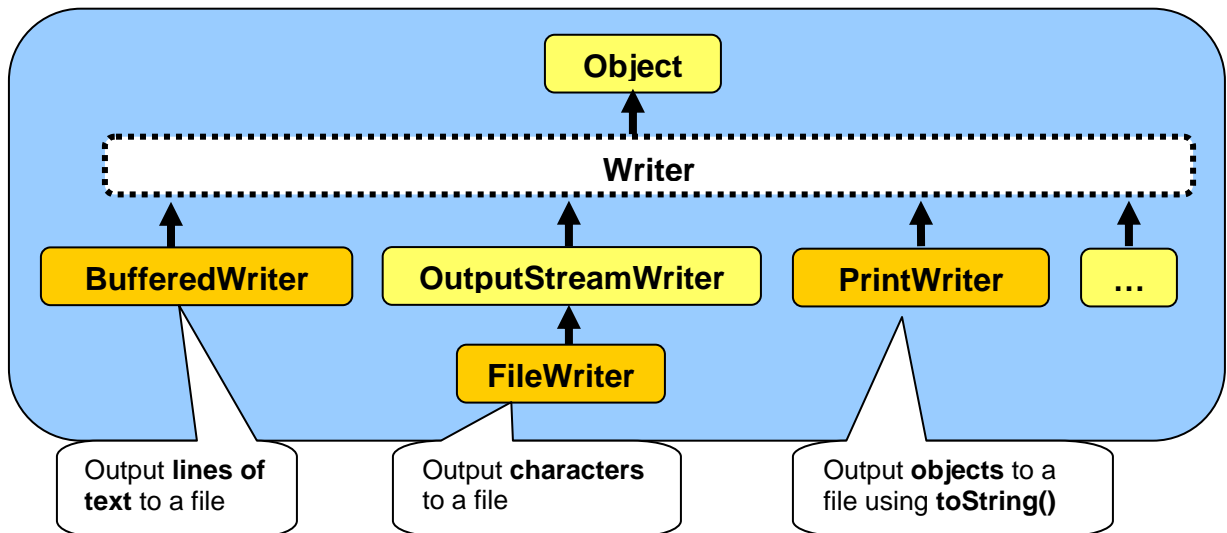 Object
Writer
BufferedWriter
OutputStreamWriter
PrintWriter
...
FileWriter
Output lines of
text to a file
Output characters
to a file
Output objects to a
file using toString()